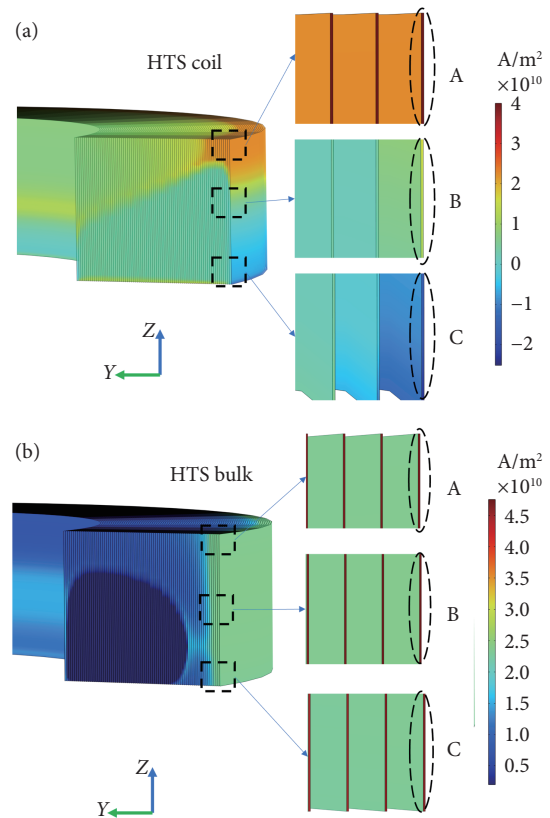 (a)
HTS coil
A/m²
×10¹⁰
A
4
3
B
2
1
0
−1
−2
C
Z
Y
(b)
HTS bulk
A/m²
×10¹⁰
A
4.5
4.0
3.5
B
3.0
2.5
2.0
1.5
1.0
0.5
C
Z
Y